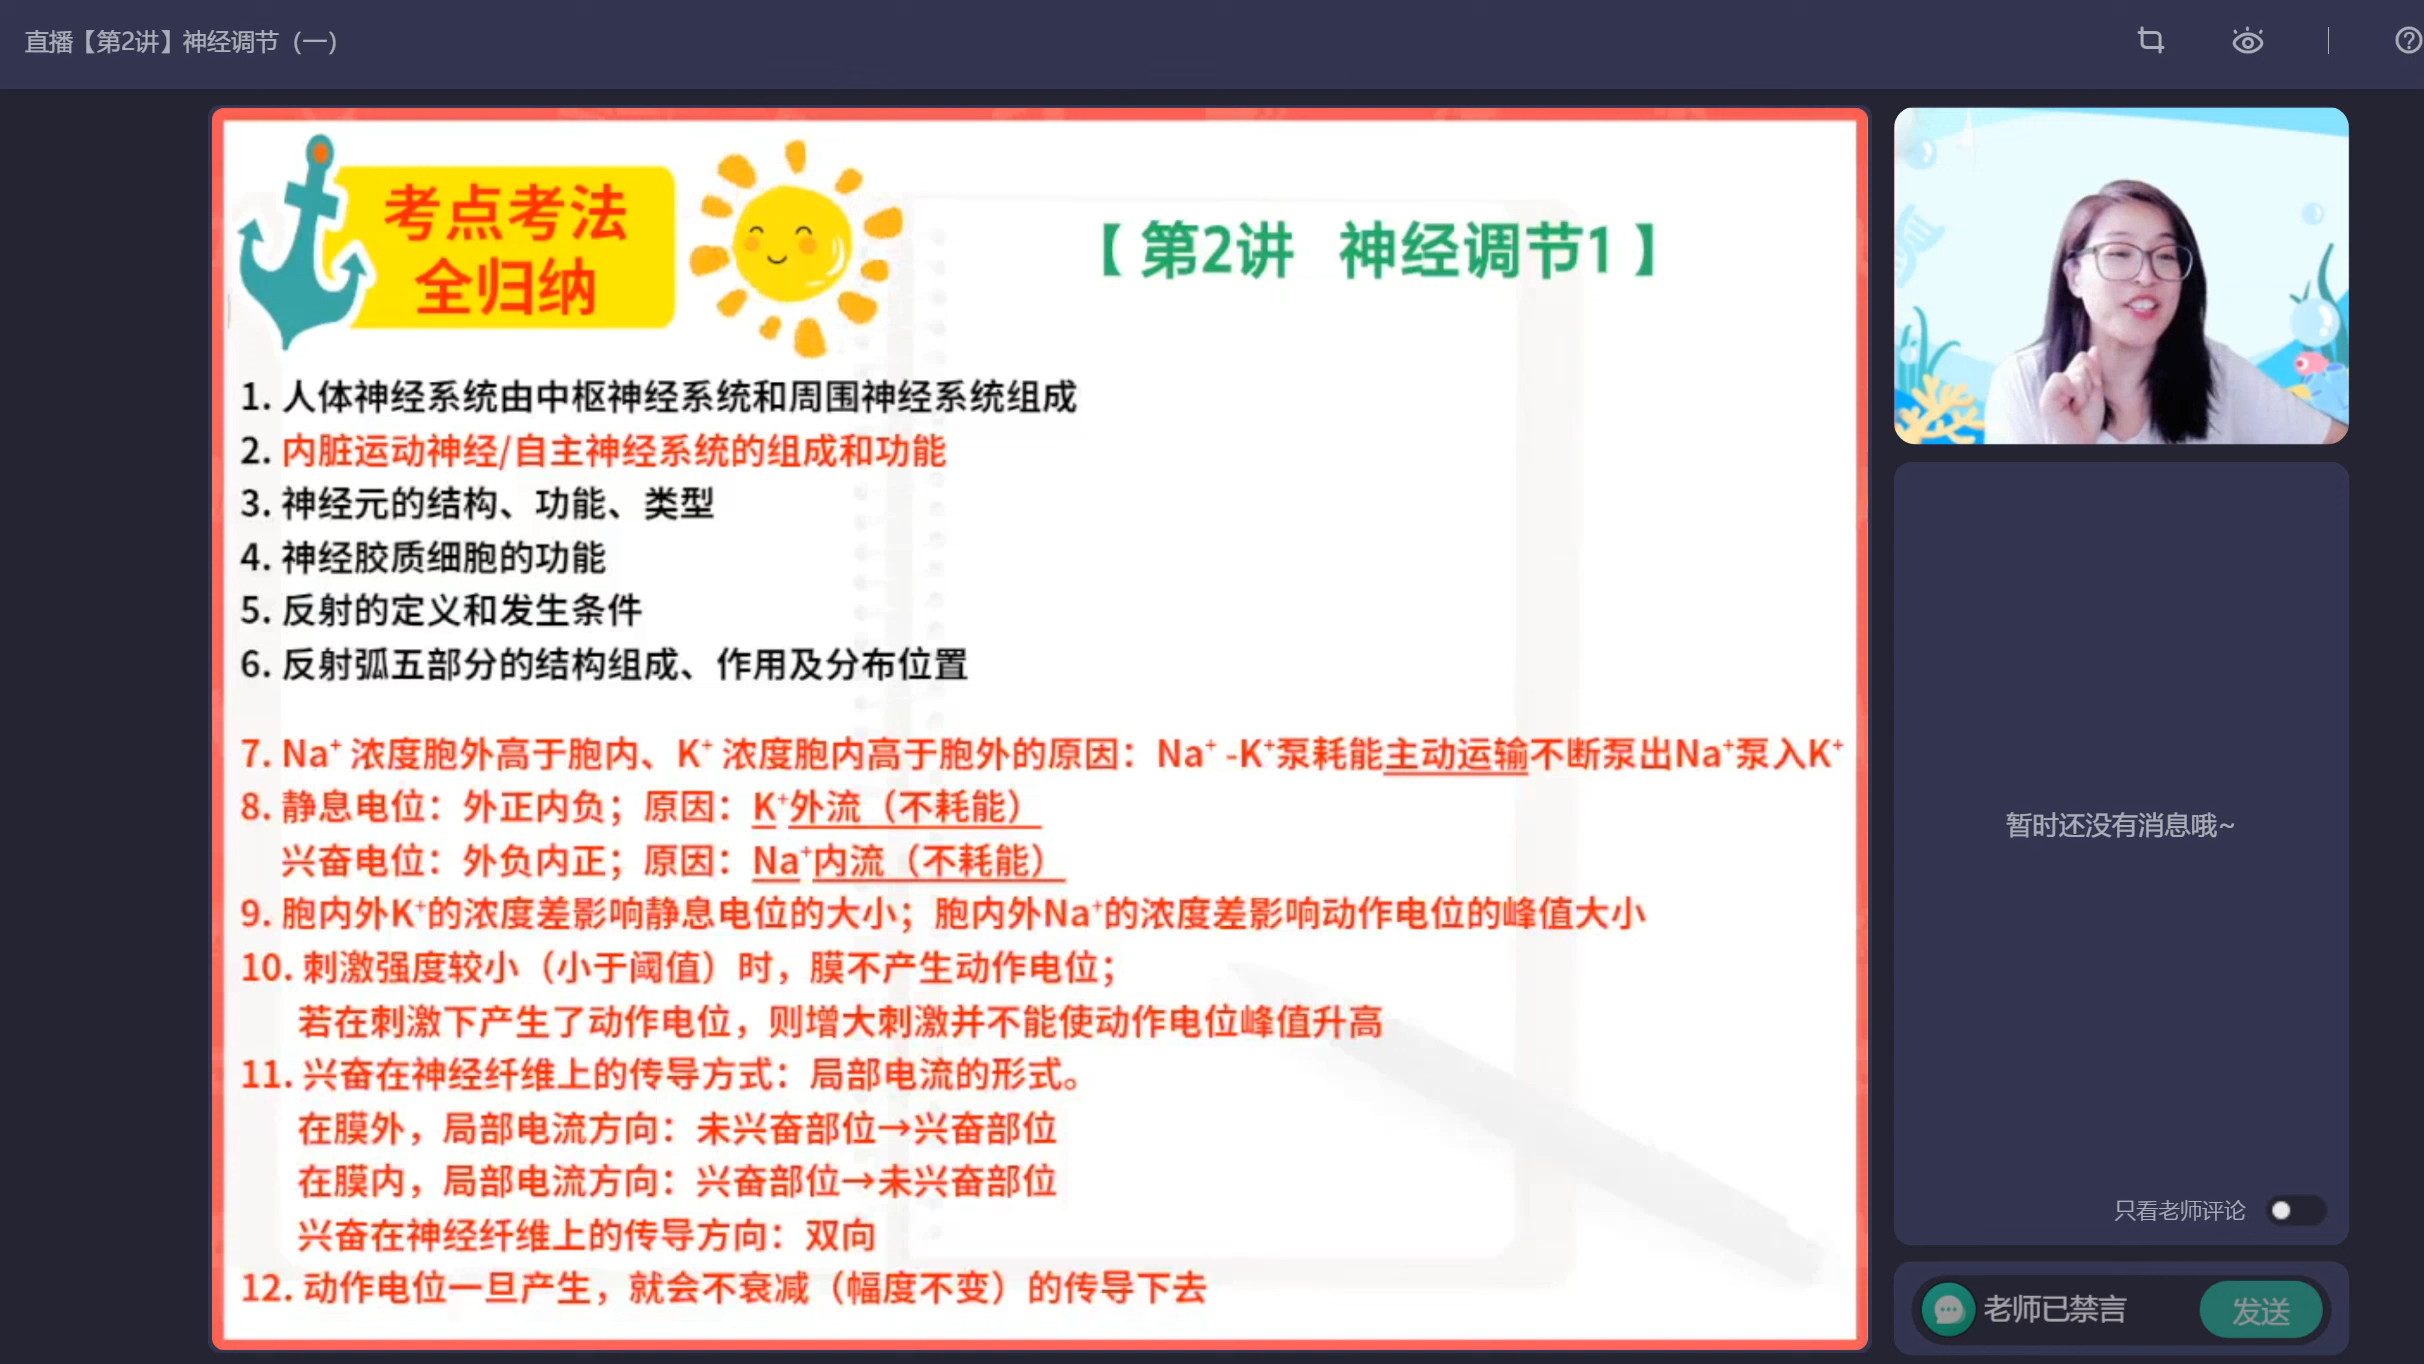 直播【第2讲】神经调节（一）
考点考法
全归纳
【 第2讲 神经调节1 】
1. 人体神经系统由中枢神经系统和周围神经系统组成
2. 内脏运动神经/自主神经系统的组成和功能
3. 神经元的结构、功能、类型
4. 神经胶质细胞的功能
5. 反射的定义和发生条件
6. 反射弧五部分的结构组成、作用及分布位置
7. Na⁺ 浓度胞外高于胞内、K⁺ 浓度胞内高于胞外的原因：Na⁺ -K⁺泵耗能主动运输不断泵出Na⁺泵入K⁺
8. 静息电位：外正内负；原因：K⁺外流（不耗能）
兴奋电位：外负内正；原因：Na⁺内流（不耗能）
9. 胞内外K⁺的浓度差影响静息电位的大小；胞内外Na⁺的浓度差影响动作电位的峰值大小
10. 刺激强度较小（小于阈值）时，膜不产生动作电位；
若在刺激下产生了动作电位，则增大刺激并不能使动作电位峰值升高
11. 兴奋在神经纤维上的传导方式：局部电流的形式。
在膜外，局部电流方向：未兴奋部位→兴奋部位
在膜内，局部电流方向：兴奋部位→未兴奋部位
兴奋在神经纤维上的传导方向：双向
12. 动作电位一旦产生，就会不衰减（幅度不变）的传导下去
暂时还没有消息哦~
只看老师评论
老师已禁言
发送